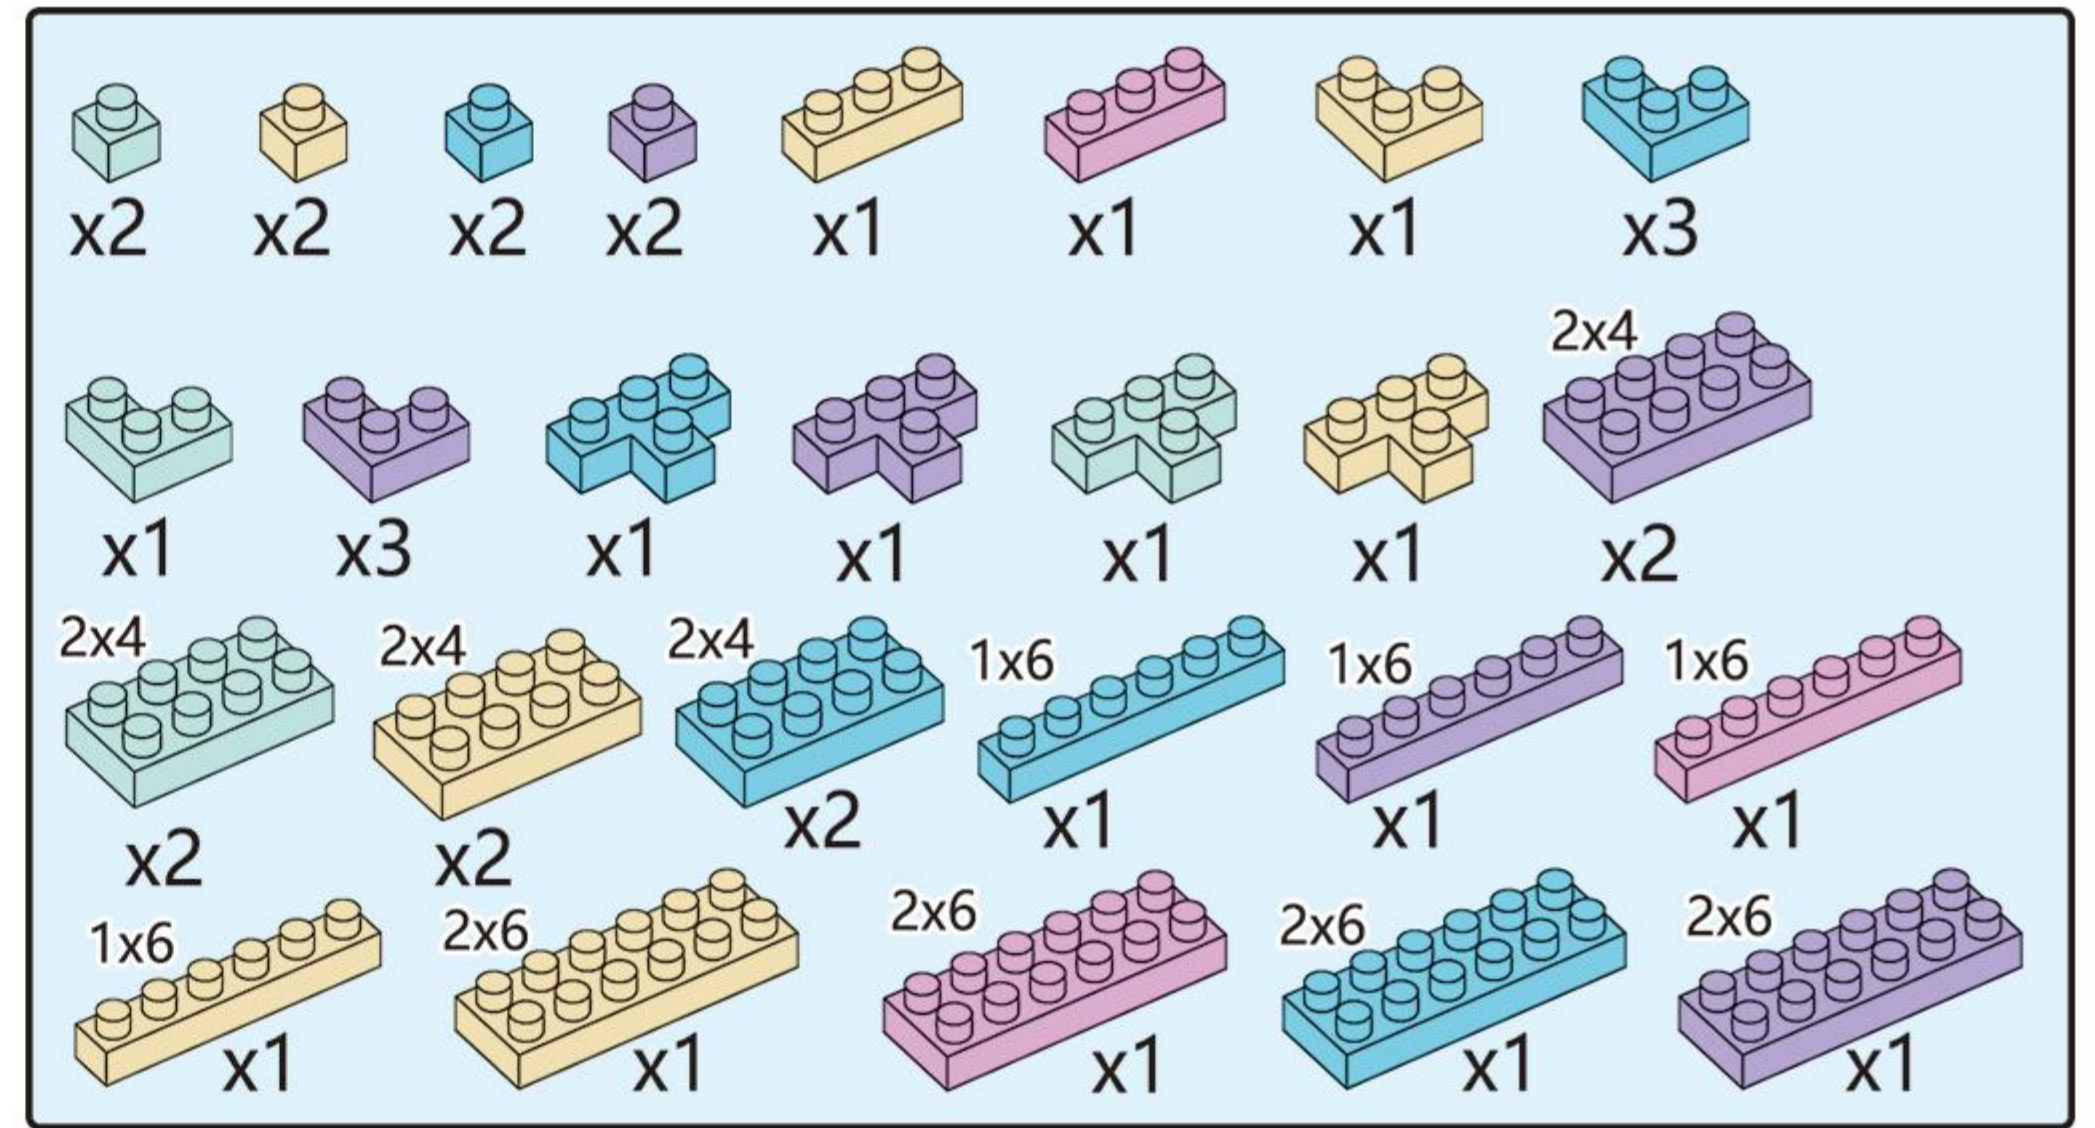 x2 x2 x2 x2 x1 x1 x1 x3
2x4
x1 x3 x1 x1 x1 x1 x2
2x4 2x4 2x4 1x6 1x6 1x6
x2 x2 x2 x1 x1 x1
1x6 2x6 2x6 2x6 2x6
x1 x1 x1 x1 x1